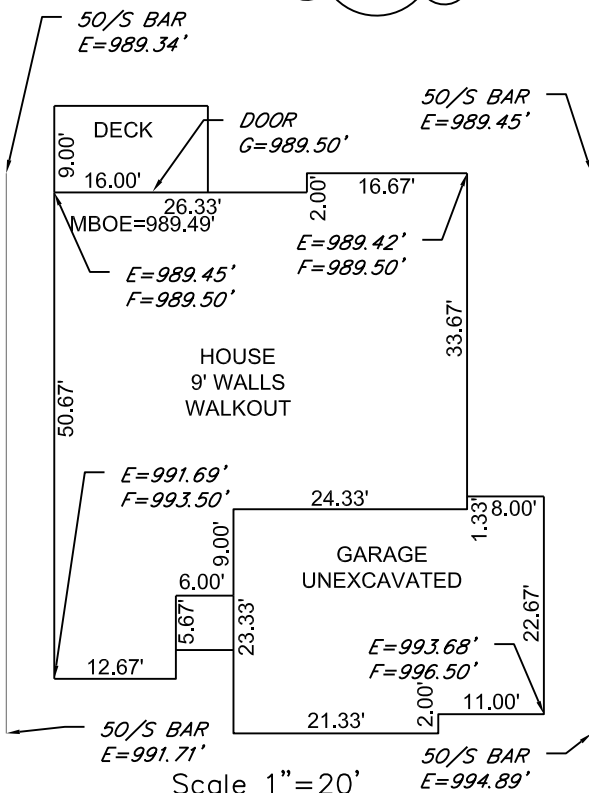 50/S BAR
E=989.34'
50/S BAR
E=989.45'
DECK
DOOR
G=989.50'
9.00'
16.00'
26.33'
2.00'
16.67'
MBOE=989.49'
E=989.45'
F=989.50'
E=989.42'
F=989.50'
HOUSE
9' WALLS
WALKOUT
33.67'
50.67'
E=991.69'
F=993.50'
24.33'
1.33'
8.00'
9.00'
GARAGE
UNEXCAVATED
6.00'
5.67'
23.33'
22.67'
E=993.68'
F=996.50'
12.67'
21.33'
2.00'
11.00'
50/S BAR
E=991.71'
50/S BAR
E=994.89'
Scale 1"=20'